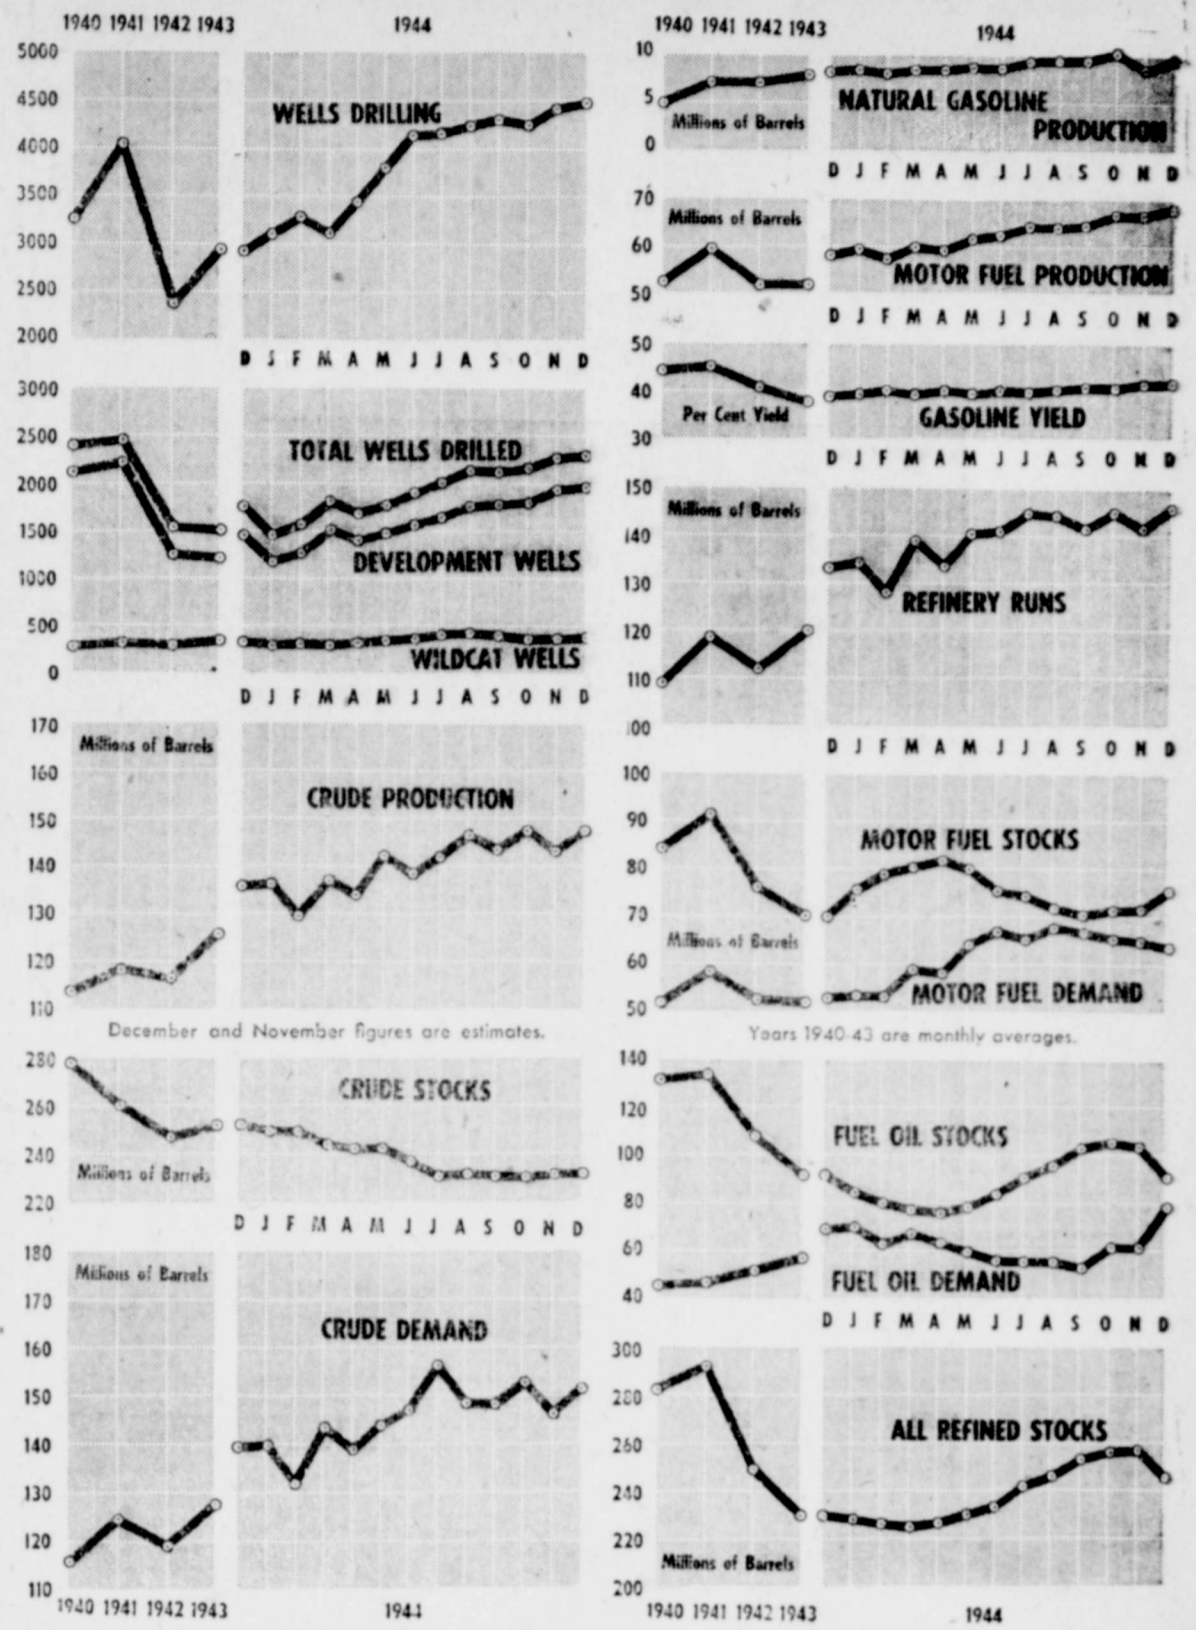 1940 1941 1942 1943 1944
5000
4500
4000
3500
3000
2500
2000
WELLS DRILLING
D J F M A M J J A S O N D
3000
2500
2000
1500
1000
500
0
TOTAL WELLS DRILLED
DEVELOPMENT WELLS
WILDCAT WELLS
D J F M A M J J A S O N D
170
160
150
140
130
120
110
Millions of Barrels
CRUDE PRODUCTION
December and November figures are estimates.
280
260
240
220
CRUDE STOCKS
Millions of Barrels
D J F M A M J J A S O N D
180
170
160
150
140
130
120
110
Millions of Barrels
CRUDE DEMAND
1940 1941 1942 1943 1944
1940 1941 1942 1943 1944
10
5
0
NATURAL GASOLINE
PRODUCTION
Millions of Barrels
D J F M A M J J A S O N D
70
60
50
Millions of Barrels
MOTOR FUEL PRODUCTION
D J F M A M J J A S O N D
50
40
30
Per Cent Yield
GASOLINE YIELD
D J F M A M J J A S O N D
150
140
130
120
110
100
Millions of Barrels
REFINERY RUNS
D J F M A M J J A S O N D
100
90
80
70
60
50
MOTOR FUEL STOCKS
Millions of Barrels
MOTOR FUEL DEMAND
Years 1940-43 are monthly averages.
140
120
100
80
60
40
FUEL OIL STOCKS
FUEL OIL DEMAND
D J F M A M J J A S O N D
300
280
260
240
220
200
ALL REFINED STOCKS
Millions of Barrels
1940 1941 1942 1943 1944